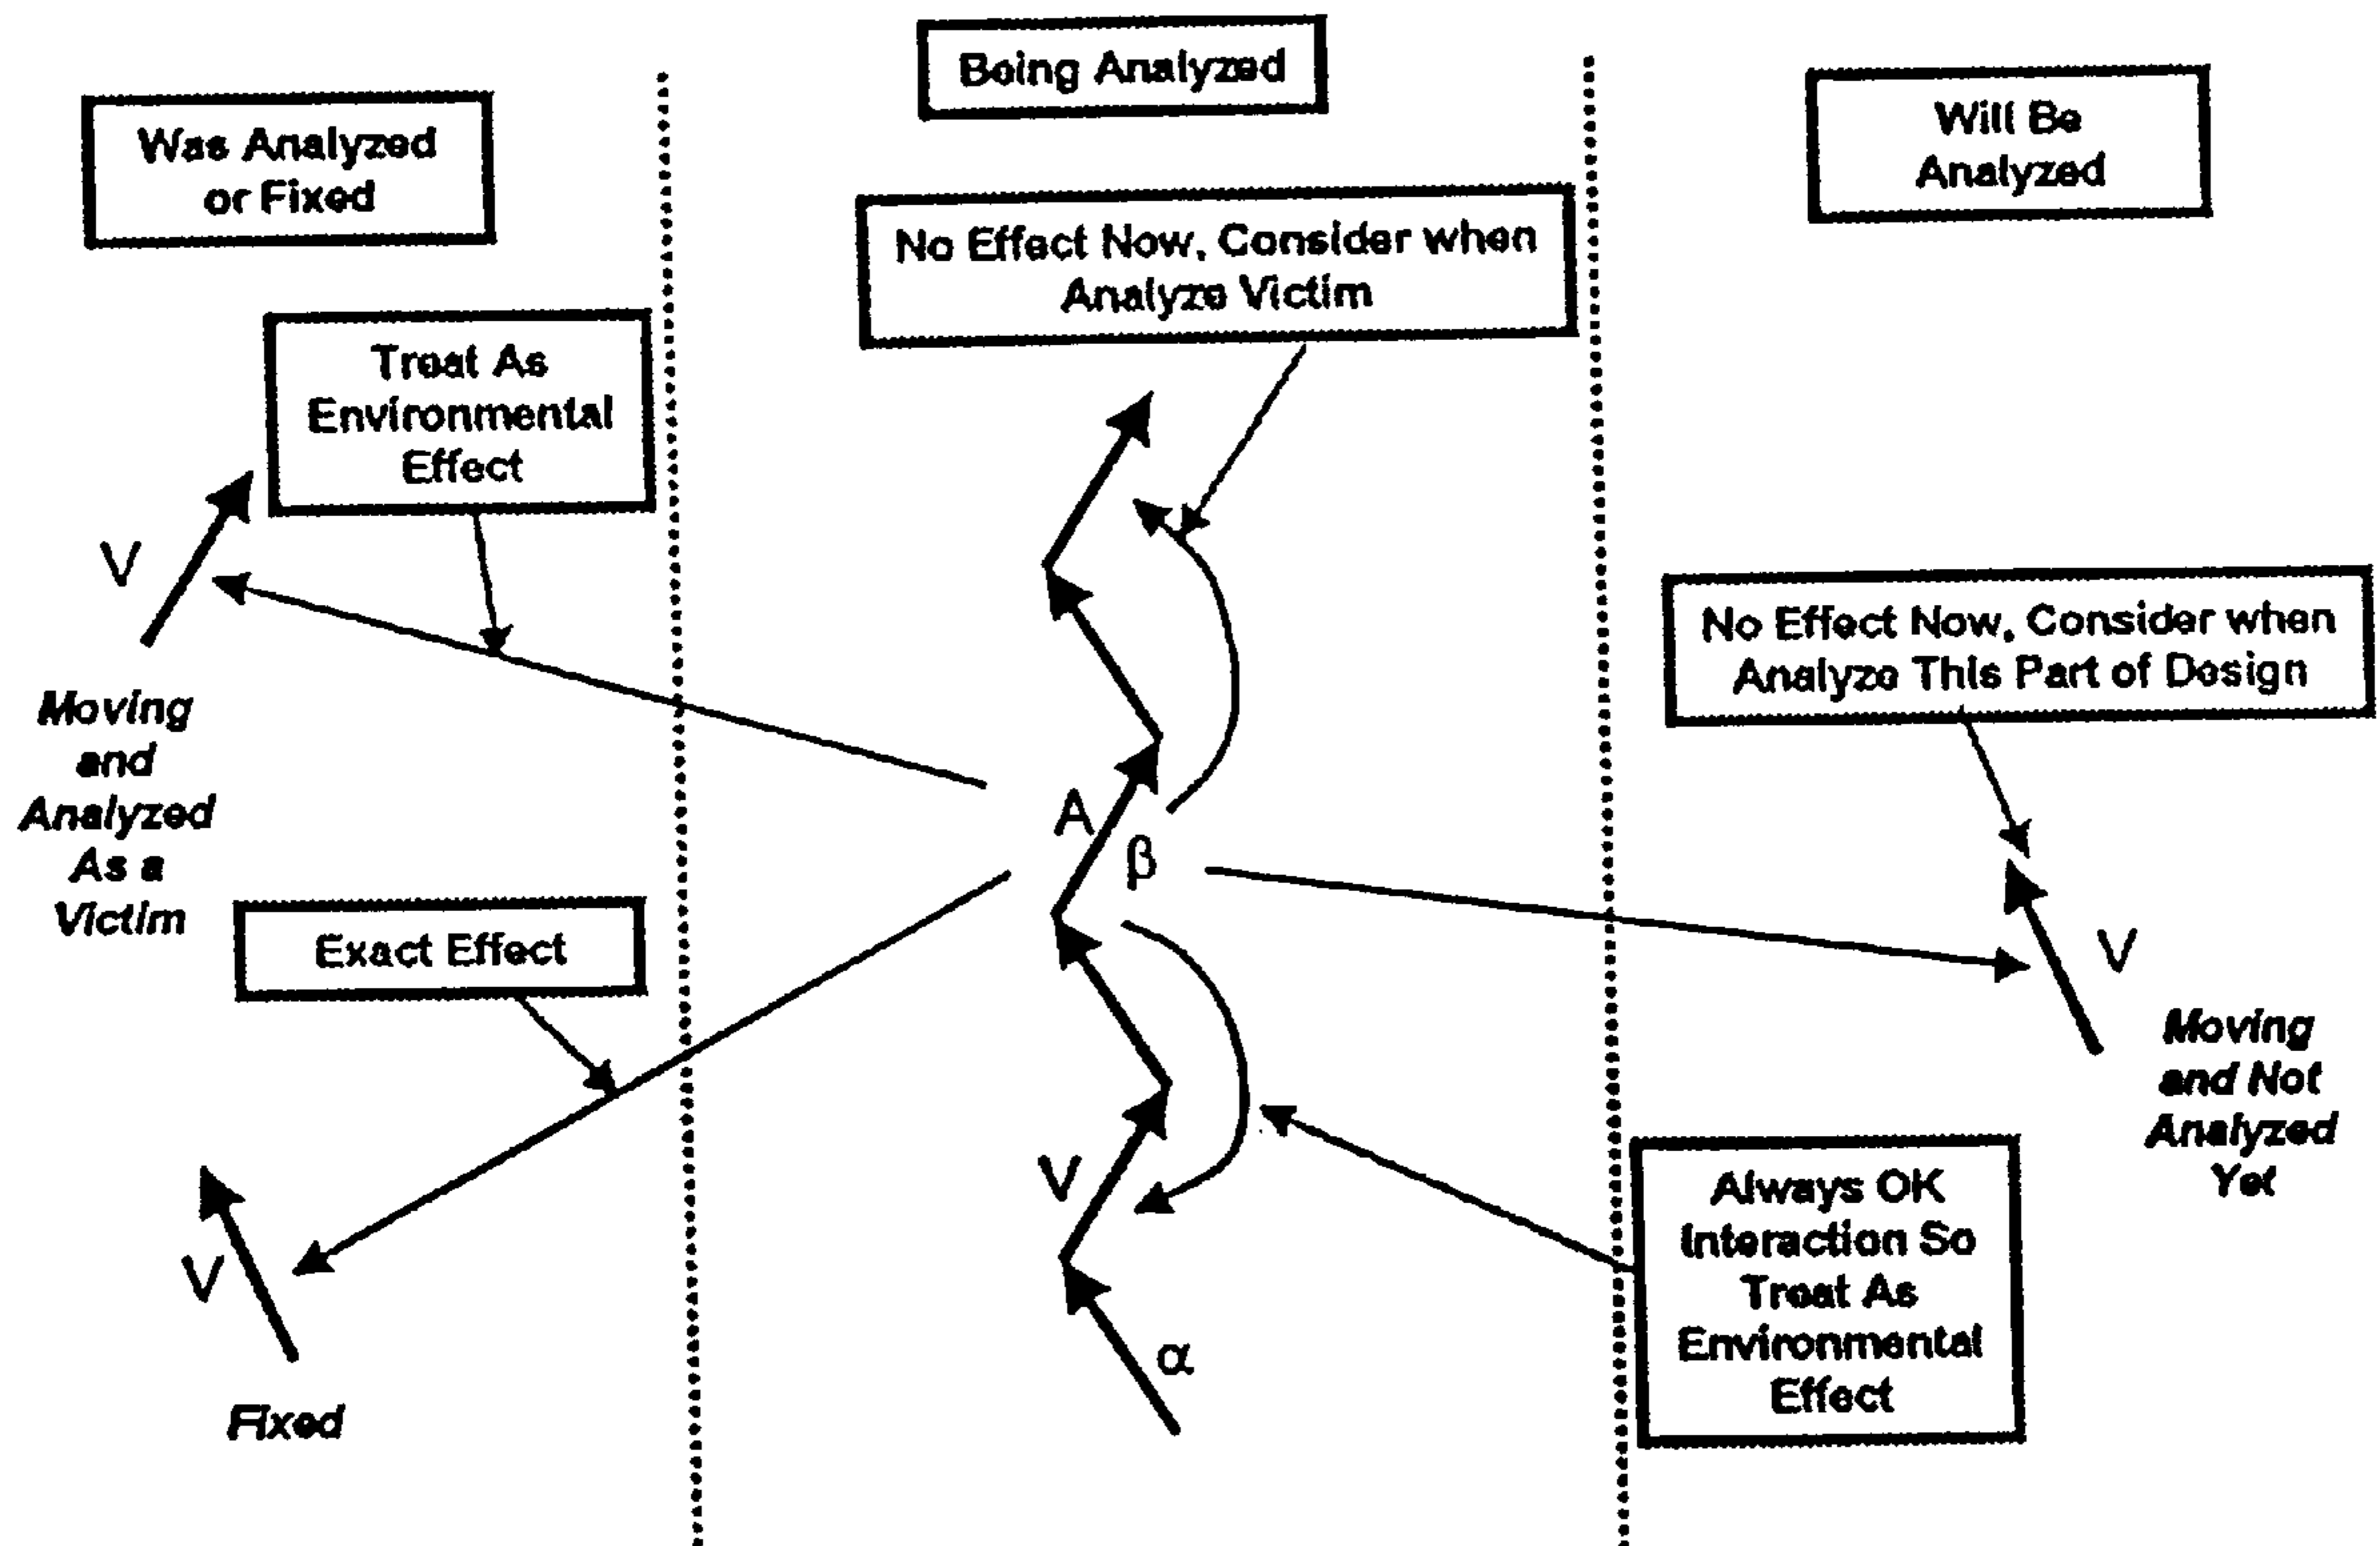 Being Analyzed
Was Analyzed
or Fixed
Will Be
Analyzed
No Effect Now, Consider when
Analyze Victim
Treat As
Environmental
Effect
V
Moving
and
Analyzed
As a
Victim
No Effect Now, Consider when
Analyze This Part of Design
A
β
Exact Effect
V
Moving
and Not
Analyzed
Yet
V
V
Fixed
α
Always OK
Interaction So
Treat As
Environmental
Effect